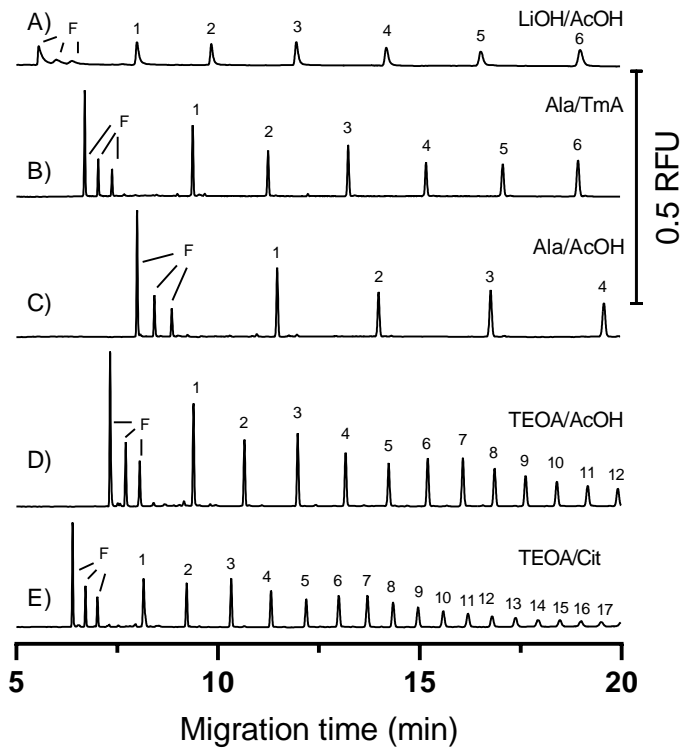 A) F 1 2 3 4 5 6 LiOH/AcOH
B) F 1 2 3 4 5 6 Ala/TmA
0.5 RFU
C) F 1 2 3 4 Ala/AcOH
D) F 1 2 3 4 5 6 7 8 9 10 11 12 TEOA/AcOH
E) F 1 2 3 4 5 6 7 8 9 10 11 12 13 14 15 16 17 TEOA/Cit
5 10 15 20
Migration time (min)